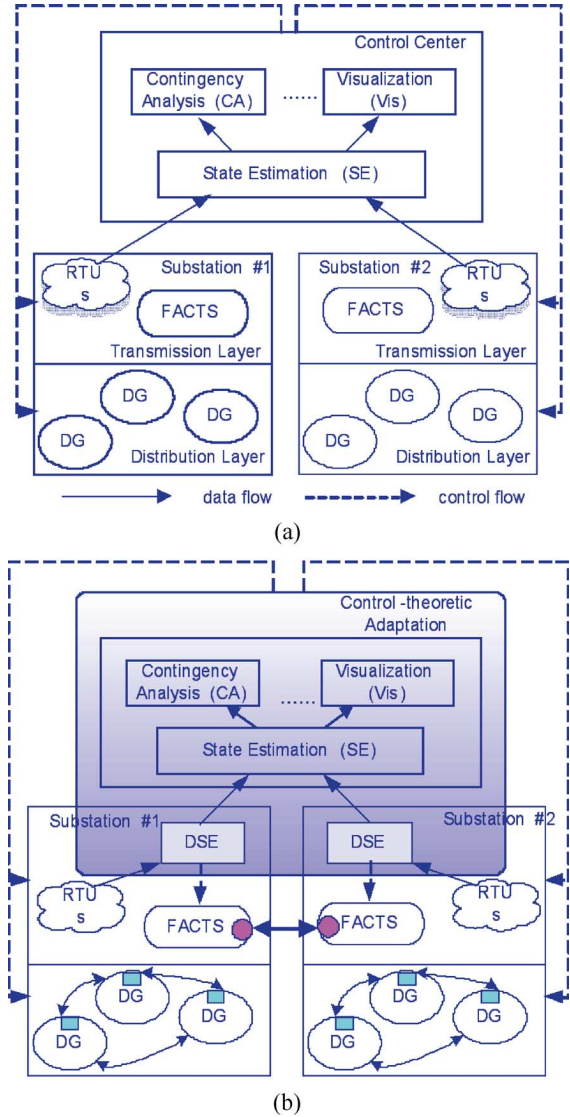 Control Center
Contingency
Analysis (CA)
......
Visualization
(Vis)
State Estimation (SE)
RTU
s
Substation #1
FACTS
Transmission Layer
DG
DG
DG
Distribution Layer
Substation #2
RTU
s
FACTS
Transmission Layer
DG
DG
DG
Distribution Layer
data flow
control flow
(a)
Control -theoretic
Adaptation
Contingency
Analysis (CA)
......
Visualization
(Vis)
State Estimation (SE)
Substation #1
DSE
RTU
s
FACTS
DG
DG
DG
Substation #2
DSE
RTU
s
FACTS
DG
DG
DG
(b)